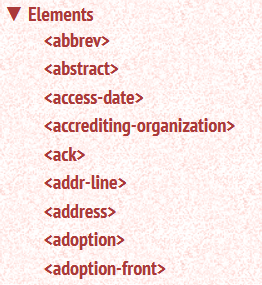 ▼ Elements
<abbrev>
<abstract>
<access-date>
<accrediting-organization>
<ack>
<addr-line>
<address>
<adoption>
<adoption-front>